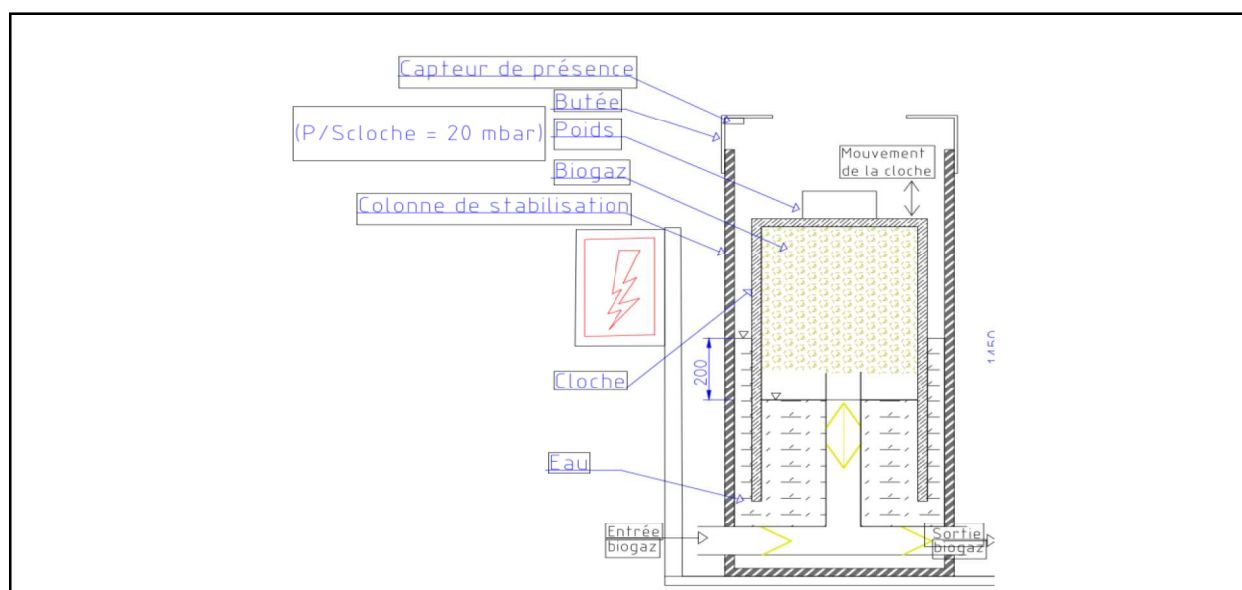 Capteur de présence
Butée
(P/Scloche = 20 mbar)
Poids
Mouvement
de la cloche
Biogaz
Colonne de stabilisation
1450
200
Cloche
Eau
Entrée
biogaz
Sortie
biogaz